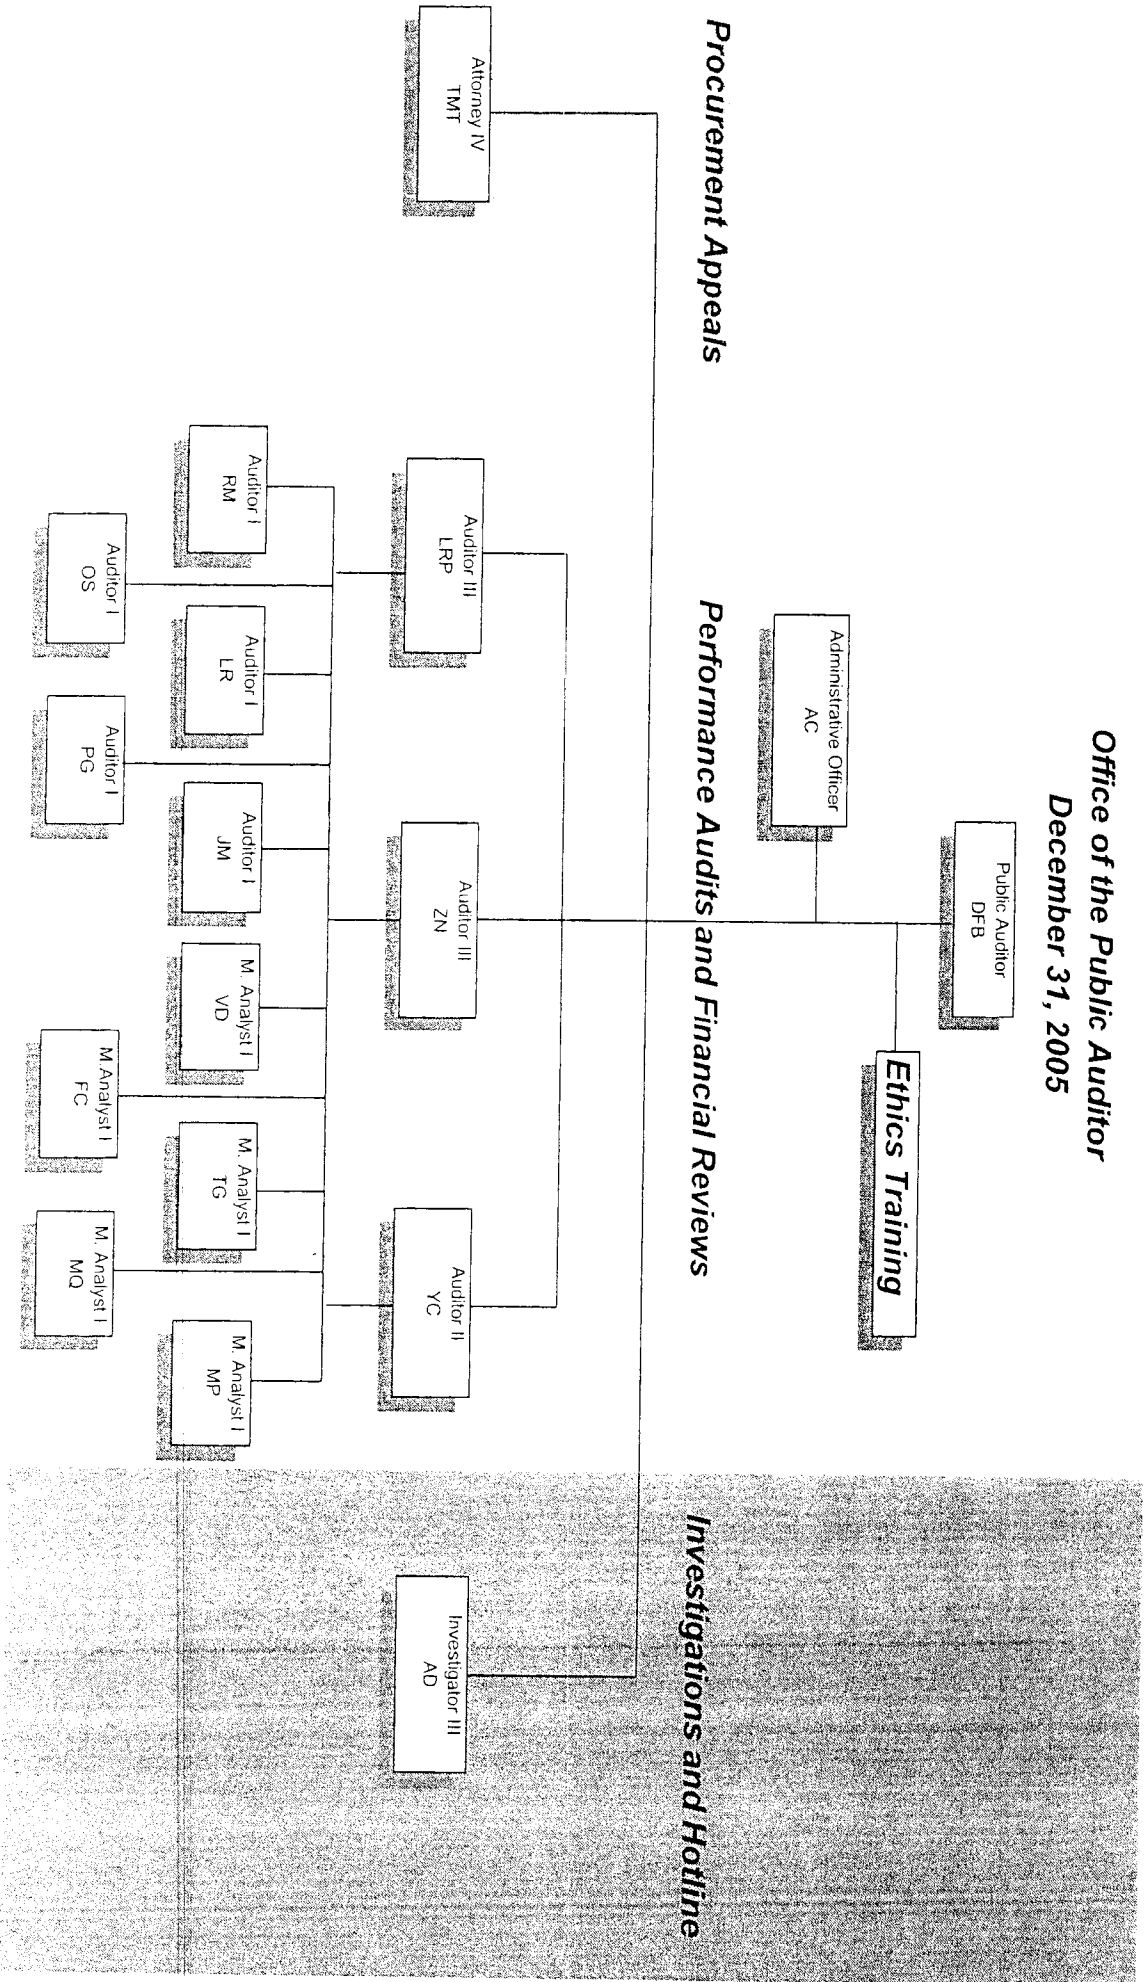 Office of the Public Auditor
December 31, 2005
Public Auditor
DFB
Ethics Training
Administrative Officer
AC
Procurement Appeals
Performance Audits and Financial Reviews
Investigations and Hotline
Attorney IV
TMT
Auditor III
LRP
Auditor III
ZN
Auditor II
YC
Investigator III
AD
Auditor I
RM
Auditor I
LR
Auditor I
JM
M. Analyst I
VD
M. Analyst I
TG
M. Analyst I
MP
Auditor I
OS
Auditor I
PG
M. Analyst I
FC
M. Analyst I
MQ